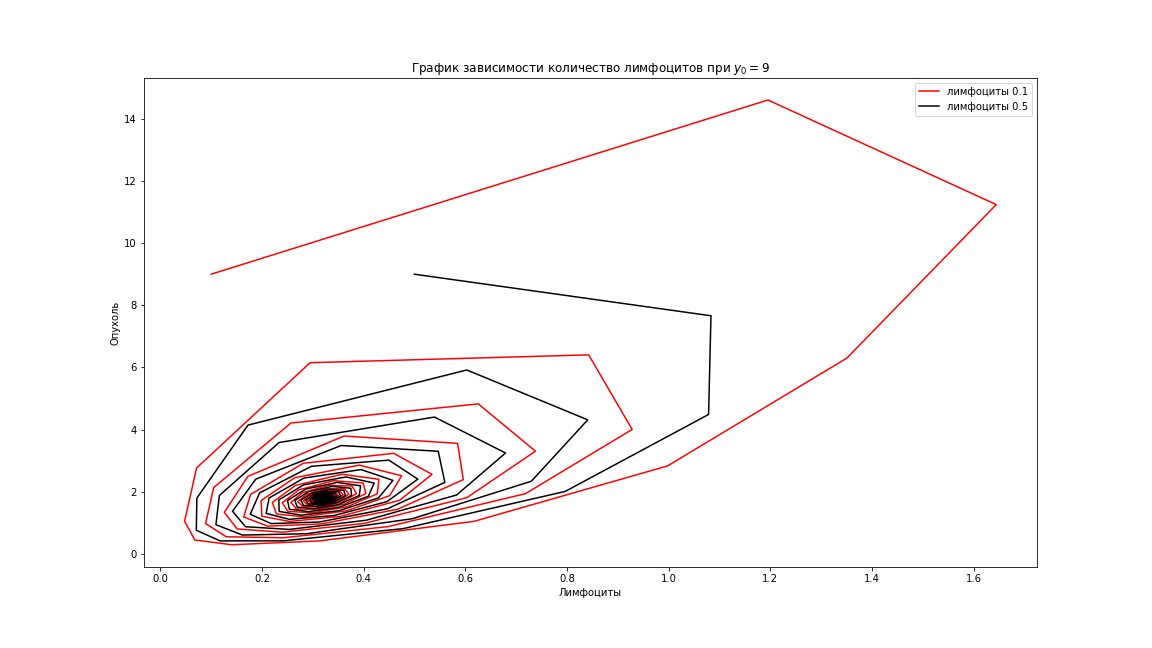 График зависимости количество лимфоцитов при y₀ = 9
лимфоциты 0.1
лимфоциты 0.5
14
12
10
8
6
4
2
0
Опухоль
0.0 0.2 0.4 0.6 0.8 1.0 1.2 1.4 1.6
Лимфоциты